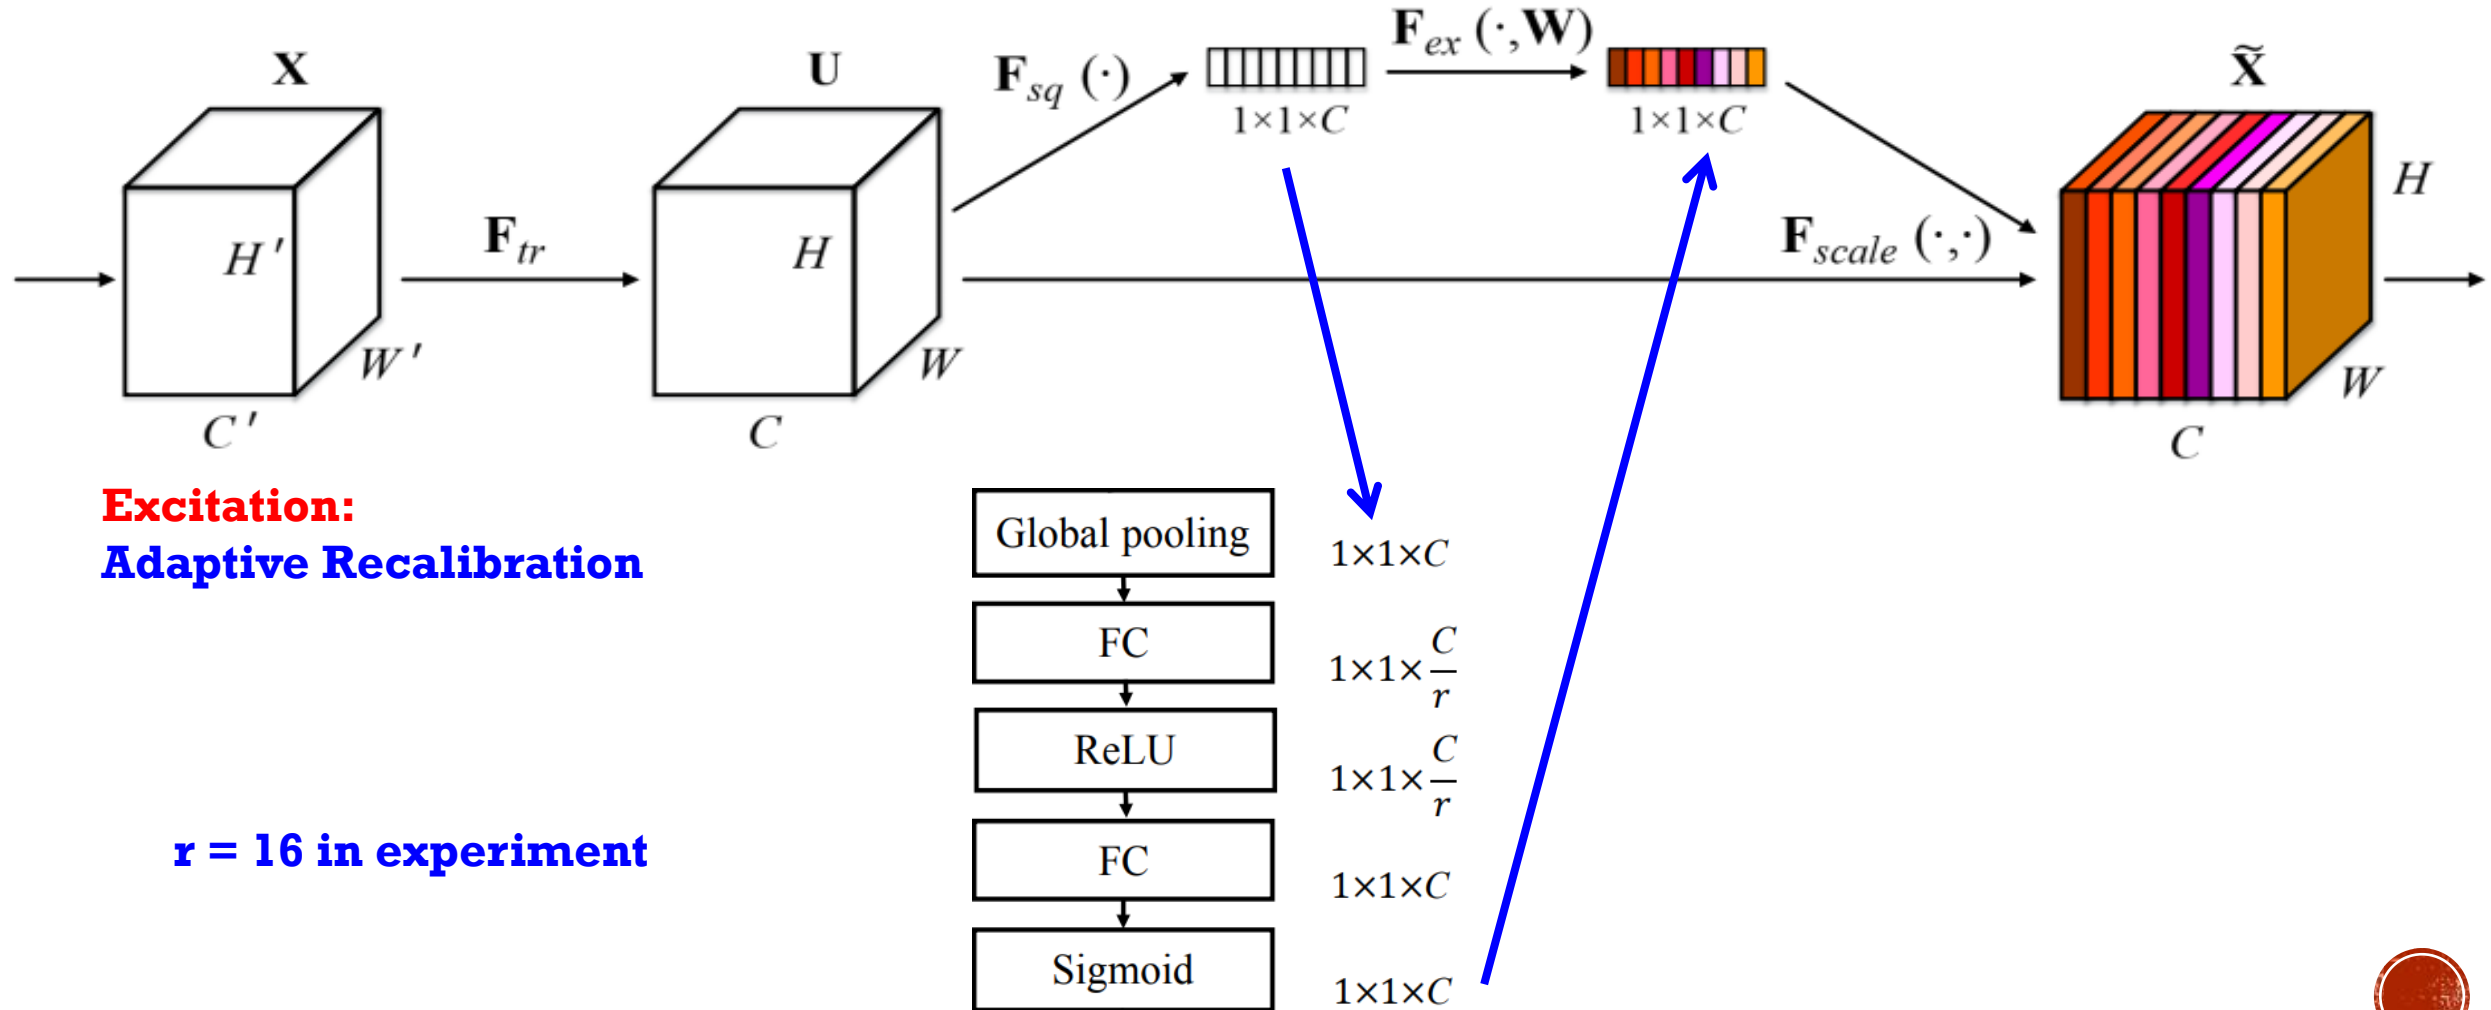 X
U
F_sq (·)
F_ex (·, W)
X̃
1×1×C
1×1×C
H′
F_tr
H
F_scale (·,·)
H
W′
W
W
C′
C
C
Excitation:
Adaptive Recalibration
Global pooling
1×1×C
FC
1×1×C/r
ReLU
1×1×C/r
r = 16 in experiment
FC
1×1×C
Sigmoid
1×1×C